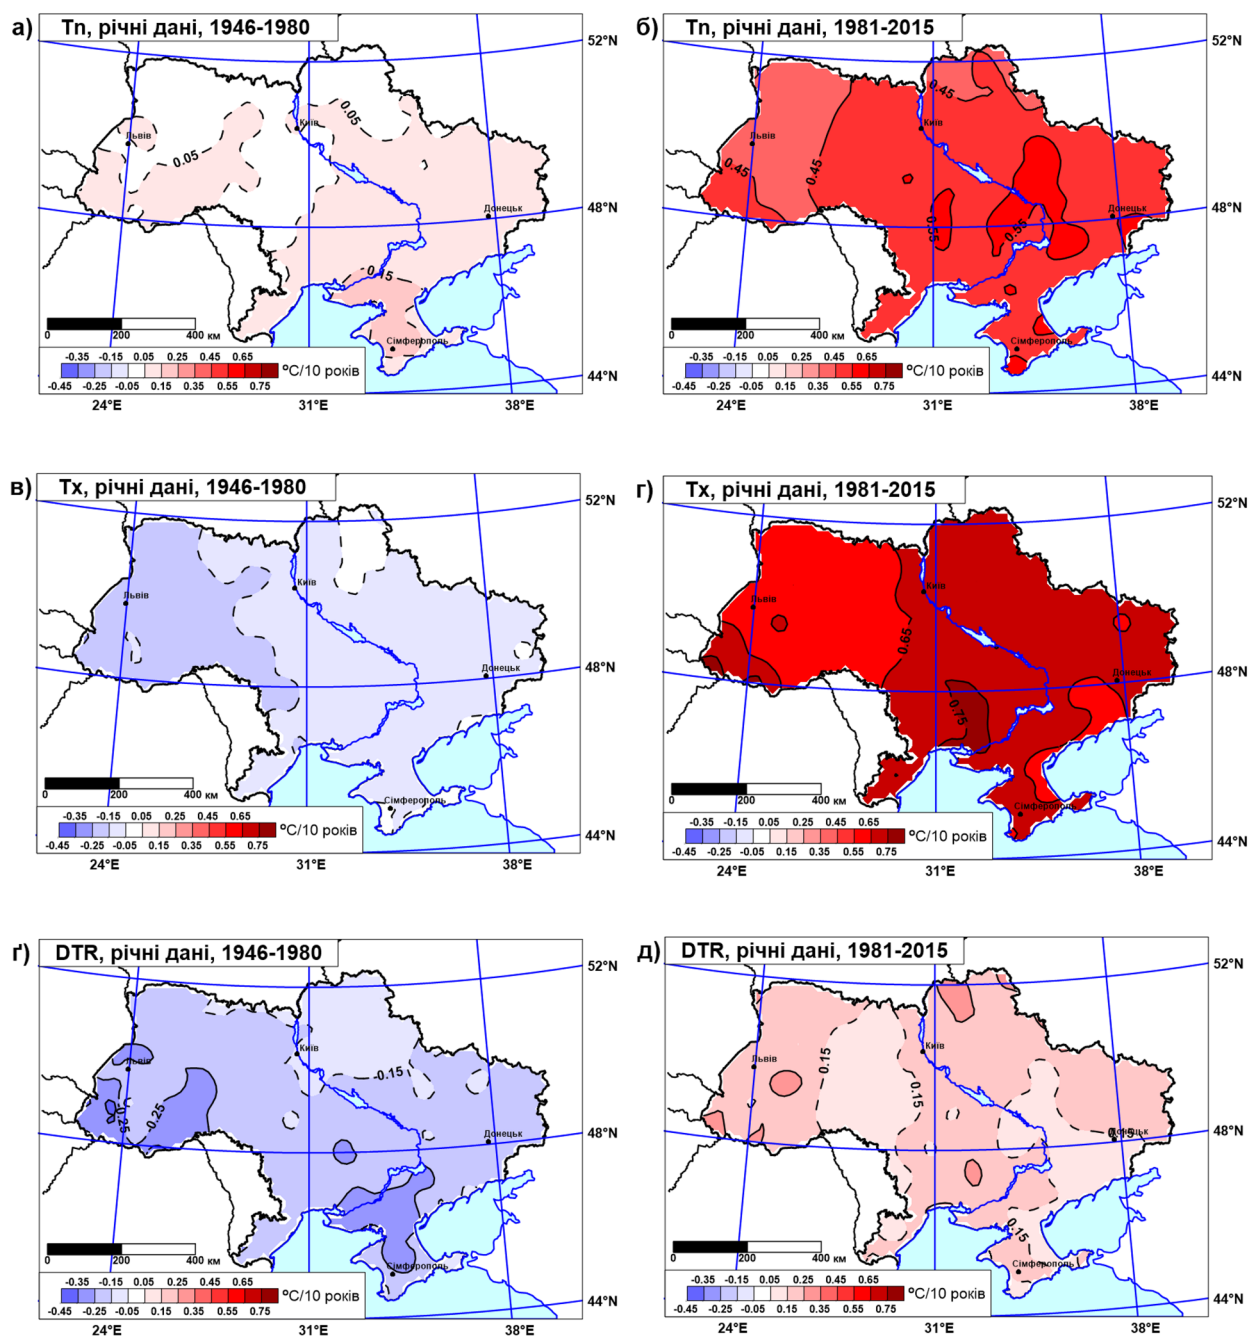 а) Tn, річні дані, 1946-1980
52°N
0.05
Київ
Львів
0.05
Донецьк
48°N
0.15
0 200 400 км
Сімферополь
-0.35 -0.15 0.05 0.25 0.45 0.65
ºC/10 років
-0.45 -0.25 -0.05 0.15 0.35 0.55 0.75
44°N
24°E 31°E 38°E
б) Tn, річні дані, 1981-2015
52°N
0.45
Київ
Львів
0.45
0.45
Донецьк
48°N
0.55
0.55
0 200 400 км
Сімферополь
-0.35 -0.15 0.05 0.25 0.45 0.65
ºC/10 років
-0.45 -0.25 -0.05 0.15 0.35 0.55 0.75
44°N
24°E 31°E 38°E
в) Tx, річні дані, 1946-1980
52°N
Київ
Львів
Донецьк
48°N
0 200 400 км
Сімферополь
-0.35 -0.15 0.05 0.25 0.45 0.65
ºC/10 років
-0.45 -0.25 -0.05 0.15 0.35 0.55 0.75
44°N
24°E 31°E 38°E
г) Tx, річні дані, 1981-2015
52°N
Київ
Львів
0.65
Донецьк
48°N
0.75
0 200 400 км
Сімферополь
-0.35 -0.15 0.05 0.25 0.45 0.65
ºC/10 років
-0.45 -0.25 -0.05 0.15 0.35 0.55 0.75
44°N
24°E 31°E 38°E
ґ) DTR, річні дані, 1946-1980
52°N
Київ
Львів
-0.15
-0.25
-0.25
Донецьк
48°N
0 200 400 км
Сімферополь
-0.35 -0.15 0.05 0.25 0.45 0.65
ºC/10 років
-0.45 -0.25 -0.05 0.15 0.35 0.55 0.75
44°N
24°E 31°E 38°E
д) DTR, річні дані, 1981-2015
52°N
Київ
Львів
0.15
0.15
0.15
Донецьк
48°N
0.15
0 200 400 км
Сімферополь
-0.35 -0.15 0.05 0.25 0.45 0.65
ºC/10 років
-0.45 -0.25 -0.05 0.15 0.35 0.55 0.75
44°N
24°E 31°E 38°E